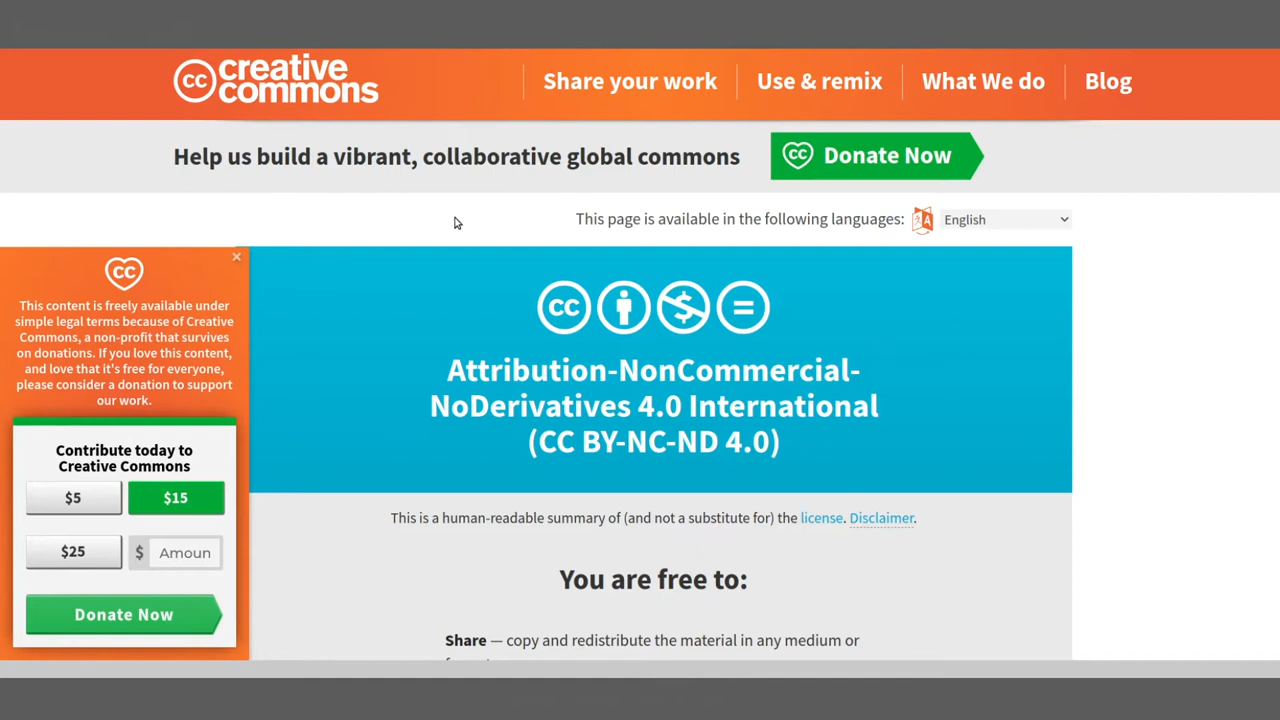 cc creative commons
Share your work
Use & remix
What We do
Blog
Help us build a vibrant, collaborative global commons
cc Donate Now
This page is available in the following languages: English
×
cc
This content is freely available under
simple legal terms because of Creative
Commons, a non-profit that survives
on donations. If you love this content,
and love that it's free for everyone,
please consider a donation to support
our work.
Contribute today to
Creative Commons
$5
$15
$25
$ Amoun
Donate Now
cc $ =
Attribution-NonCommercial-
NoDerivatives 4.0 International
(CC BY-NC-ND 4.0)
This is a human-readable summary of (and not a substitute for) the license. Disclaimer.
You are free to:
Share — copy and redistribute the material in any medium or